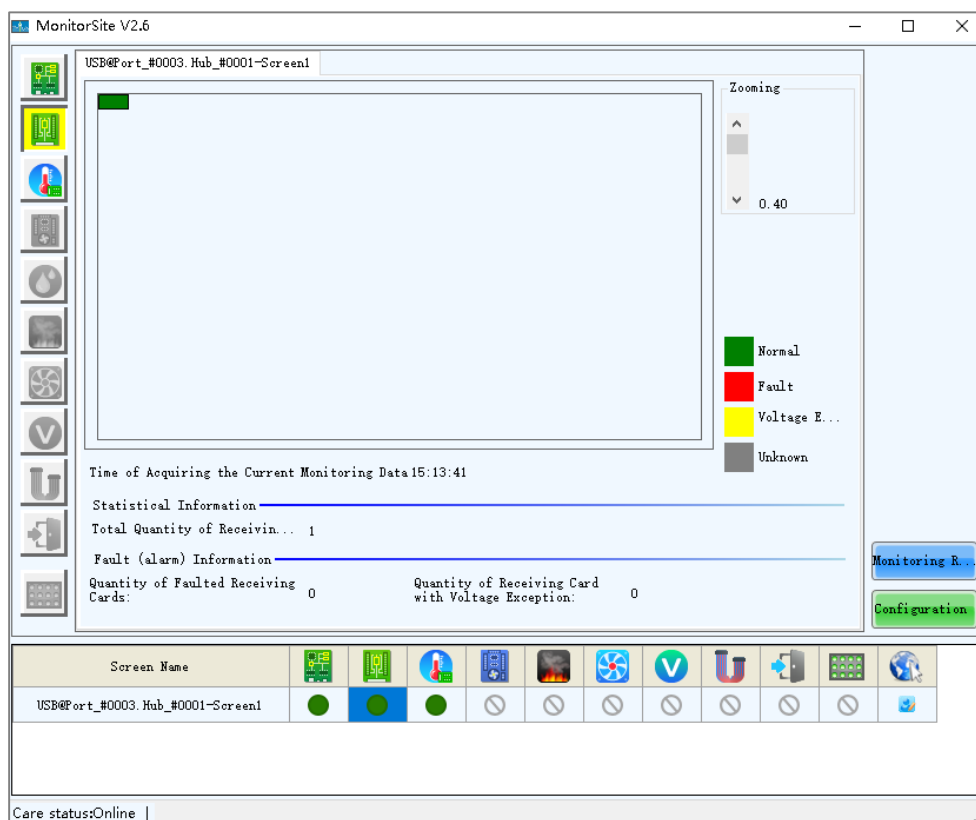 MonitorSite V2.6
USB@Port_#0003.Hub_#0001-Screen1
Zooming
0.40
Normal
Fault
Voltage E...
Unknown
Time of Acquiring the Current Monitoring Data 15:13:41
Statistical Information
Total Quantity of Receivin... 1
Fault (alarm) Information
Quantity of Faulted Receiving Cards: 0
Quantity of Receiving Card with Voltage Exception: 0
Monitoring R...
Configuration
Screen Name
USB@Port_#0003.Hub_#0001-Screen1
Care status:Online |